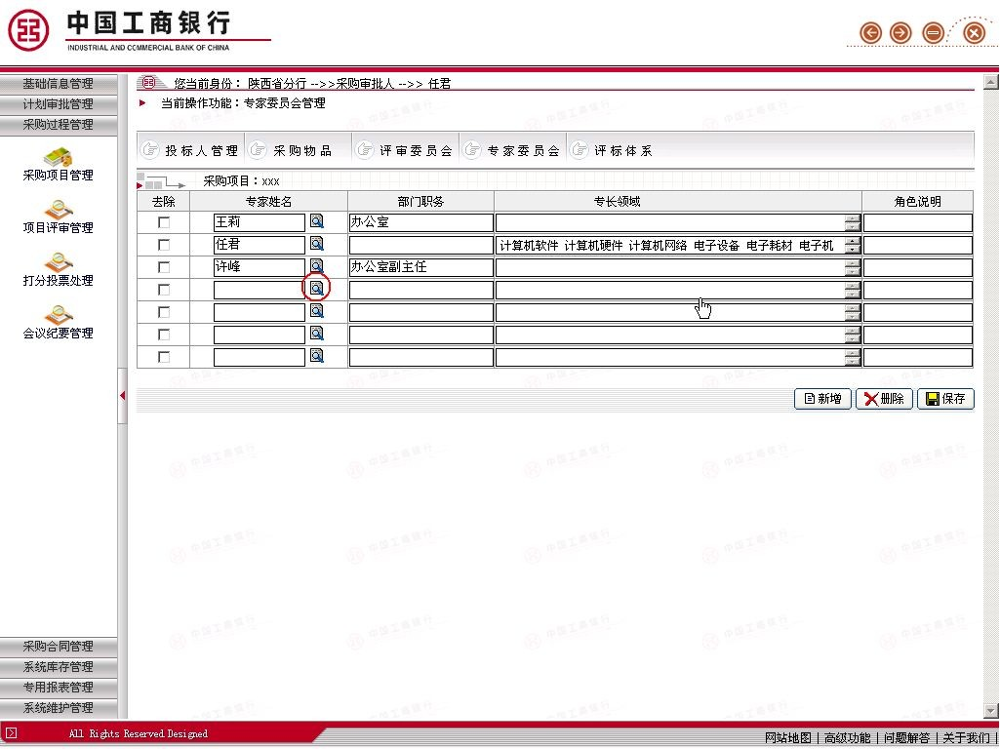 中国工商银行
INDUSTRIAL AND COMMERCIAL BANK OF CHINA
基础信息管理
计划审批管理
采购过程管理
采购项目管理
项目评审管理
打分投票处理
会议纪要管理
采购合同管理
系统库存管理
专用报表管理
系统维护管理
您当前身份： 陕西省分行 -->>采购审批人 -->> 任君
当前操作功能：专家委员会管理
投标人管理 采购物品 评审委员会 专家委员会 评标体系
采购项目：xxx
去除 专家姓名 部门职务 专长领域 角色说明
王莉 办公室
任君 计算机软件 计算机硬件 计算机网络 电子设备 电子耗材 电子机
许峰 办公室副主任
新增 删除 保存
All Rights Reserved Designed
网站地图 | 高级功能 | 问题解答 | 关于我们 |